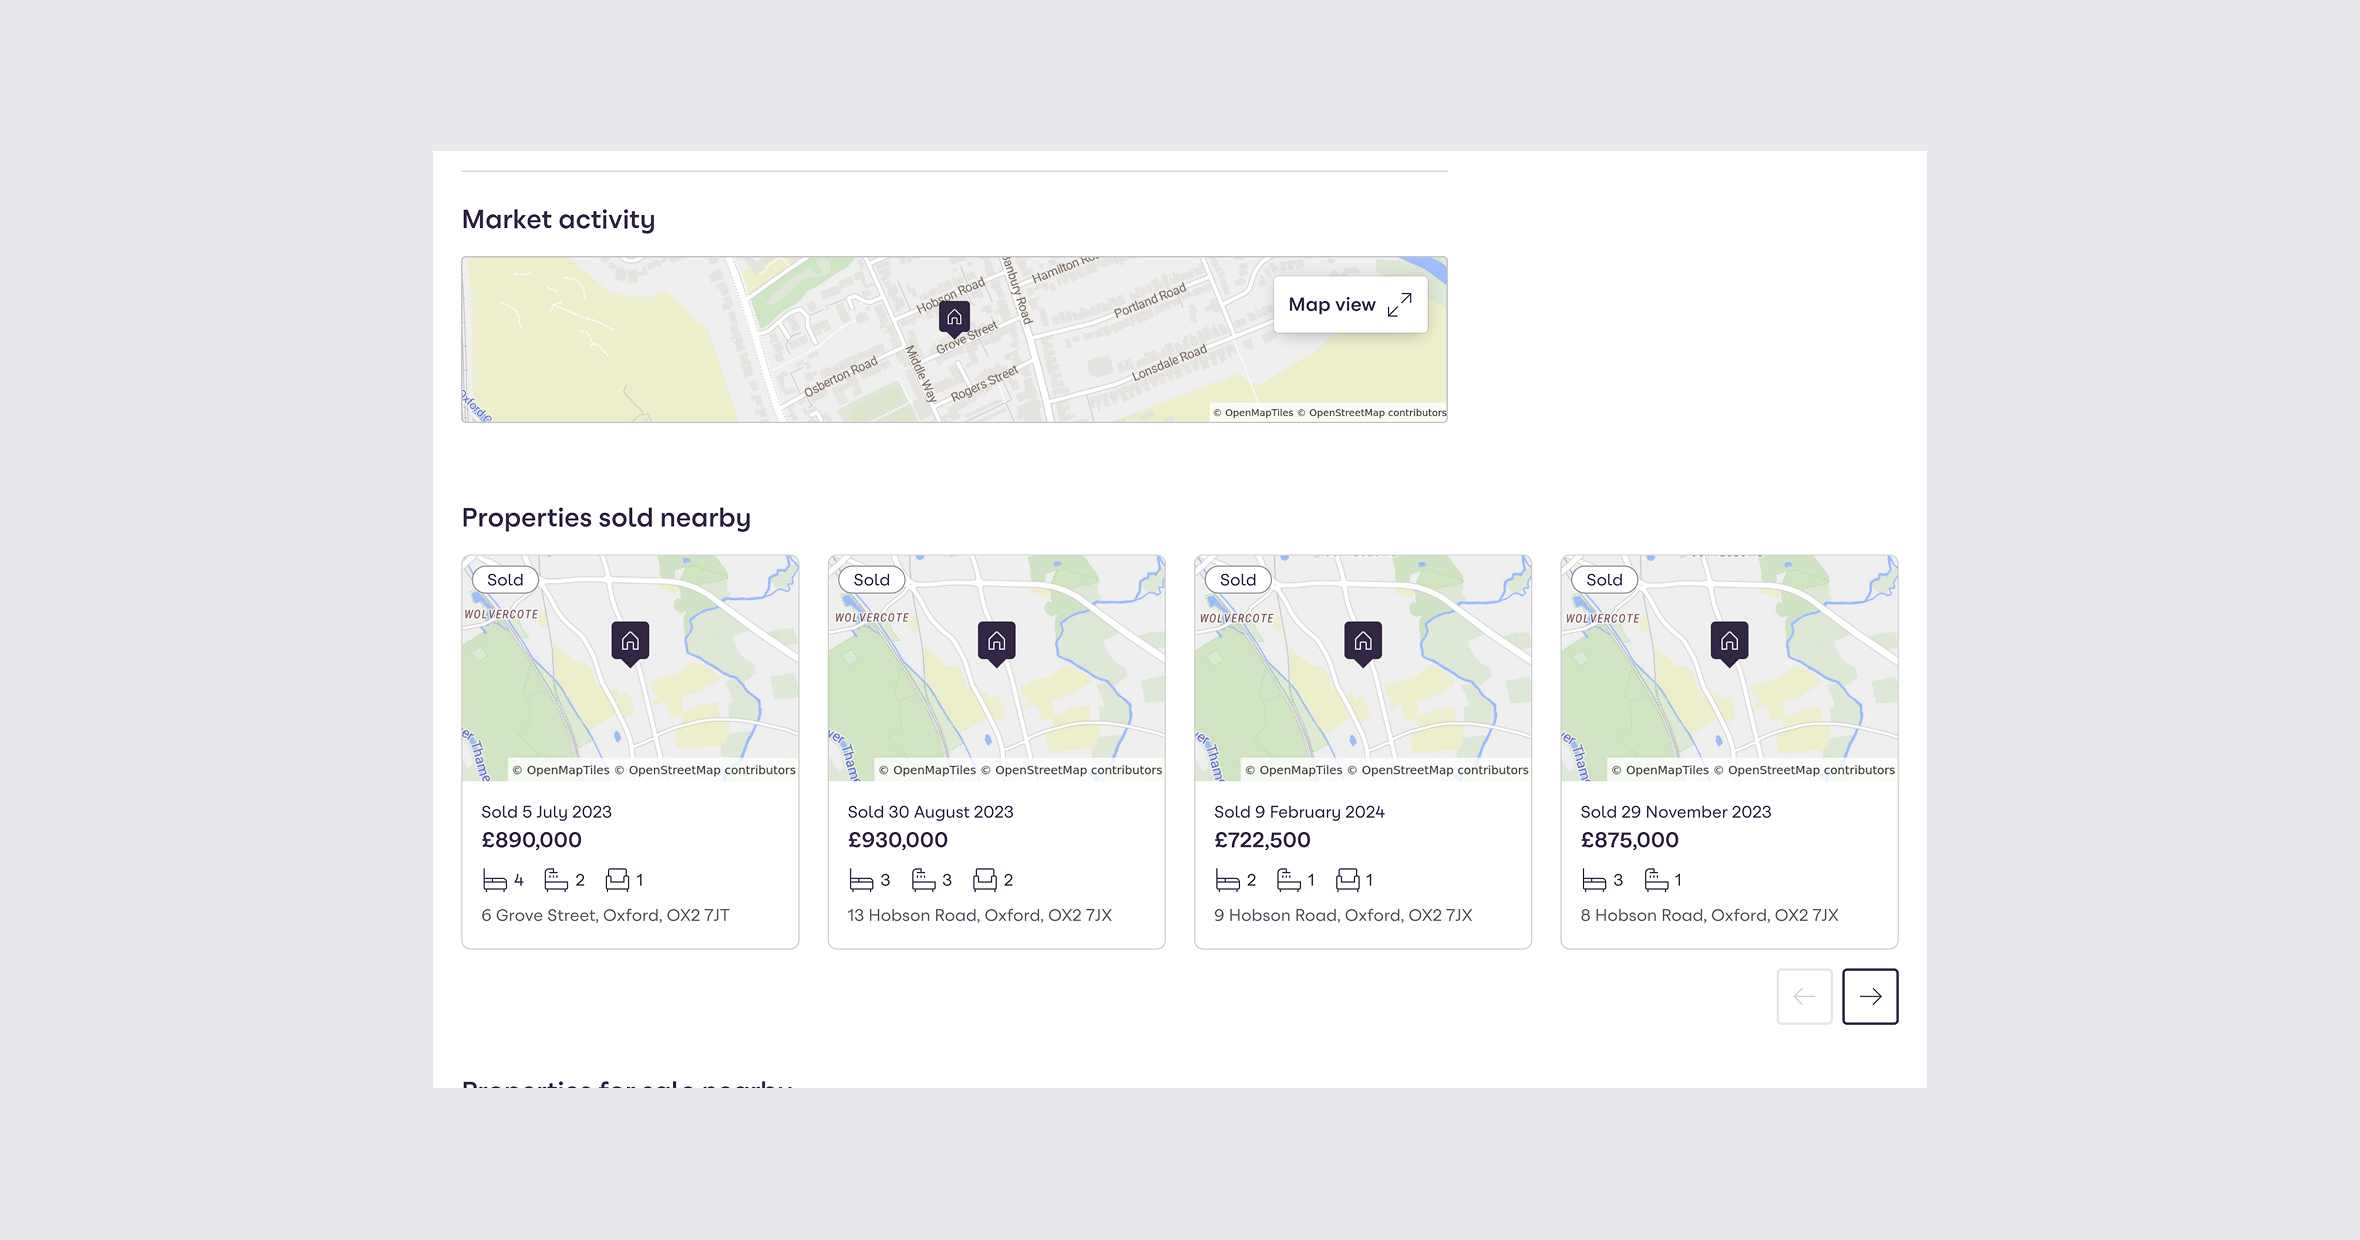 Market activity
Hobson Road
Hamilton
Portland Road
Map view
Grove Street
Middle Way
Osberton Road
Rogers Street
Lonsdale Road
© OpenMapTiles © OpenStreetMap contributors
Properties sold nearby
Sold
WOLVERCOTE
© OpenMapTiles © OpenStreetMap contributors
Sold 5 July 2023
£890,000
4 2 1
6 Grove Street, Oxford, OX2 7JT
Sold
WOLVERCOTE
© OpenMapTiles © OpenStreetMap contributors
Sold 30 August 2023
£930,000
3 3 2
13 Hobson Road, Oxford, OX2 7JX
Sold
WOLVERCOTE
© OpenMapTiles © OpenStreetMap contributors
Sold 9 February 2024
£722,500
2 1 1
9 Hobson Road, Oxford, OX2 7JX
Sold
WOLVERCOTE
© OpenMapTiles © OpenStreetMap contributors
Sold 29 November 2023
£875,000
3 1
8 Hobson Road, Oxford, OX2 7JX
Properties for sale nearby